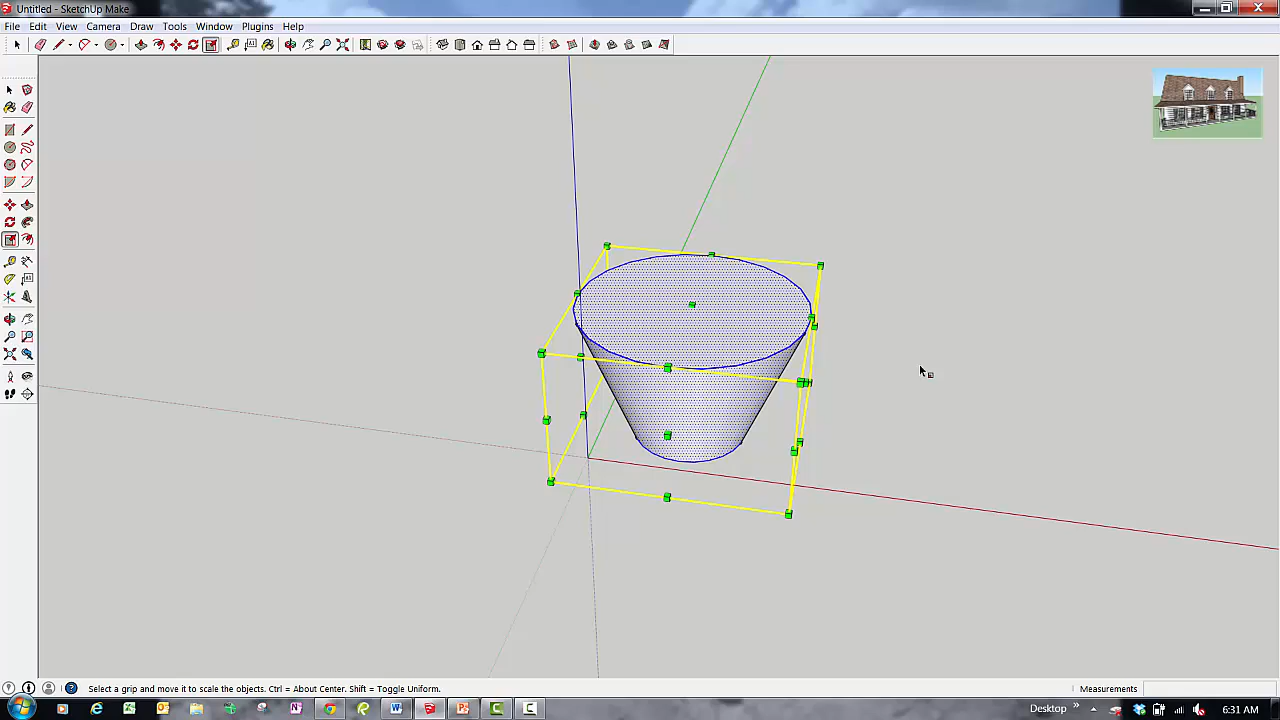 Untitled - SketchUp Make
File Edit View Camera Draw Tools Window Plugins Help
Select a grip and move it to scale the objects. Ctrl = About Center. Shift = Toggle Uniform.
Measurements
Desktop
6:31 AM